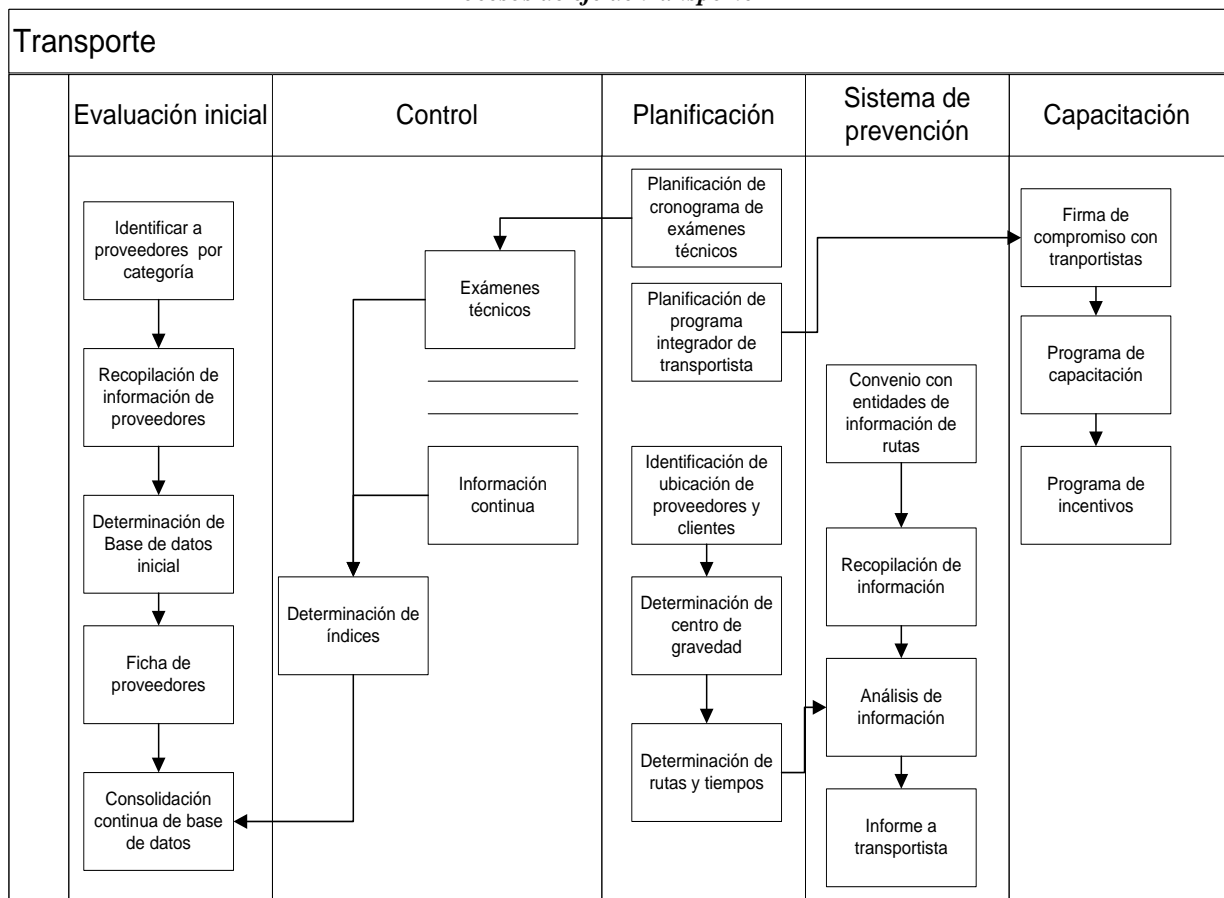 Transporte
Evaluación inicial
Control
Planificación
Sistema de
prevención
Capacitación
Identificar a
proveedores por
categoría
Recopilación de
información de
proveedores
Determinación de
Base de datos
inicial
Ficha de
proveedores
Consolidación
continua de base
de datos
Exámenes
técnicos
Información
continua
Determinación de
índices
Planificación de
cronograma de
exámenes
técnicos
Planificación de
programa
integrador de
transportista
Identificación de
ubicación de
proveedores y
clientes
Determinación de
centro de
gravedad
Determinación de
rutas y tiempos
Convenio con
entidades de
información de
rutas
Recopilación de
información
Análisis de
información
Informe a
transportista
Firma de
compromiso con
tranportistas
Programa de
capacitación
Programa de
incentivos